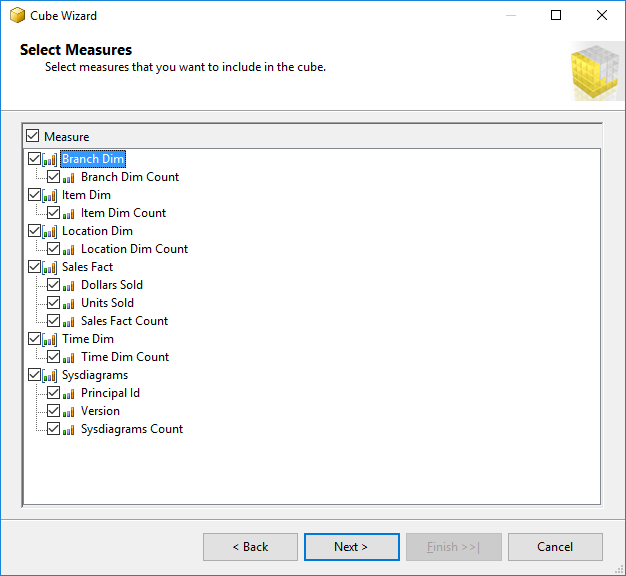 Cube Wizard
Select Measures
Select measures that you want to include in the cube.
Measure
Branch Dim
Branch Dim Count
Item Dim
Item Dim Count
Location Dim
Location Dim Count
Sales Fact
Dollars Sold
Units Sold
Sales Fact Count
Time Dim
Time Dim Count
Sysdiagrams
Principal Id
Version
Sysdiagrams Count
< Back Next > Finish >>| Cancel